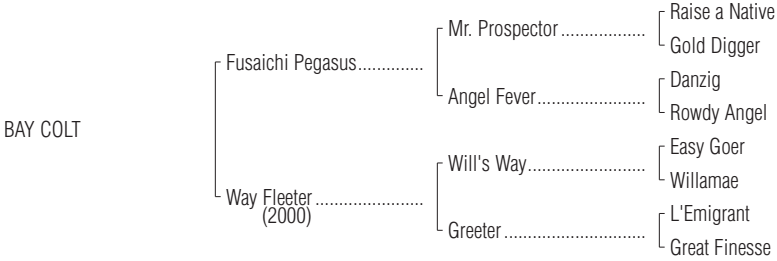 Raise a Native
Mr. Prospector ...................
Gold Digger
Fusaichi Pegasus..............
Danzig
Angel Fever........................
Rowdy Angel
BAY COLT
Easy Goer
Will's Way..........................
Willamae
Way Fleeter .......................
(2000)
L'Emigrant
Greeter ..............................
Great Finesse